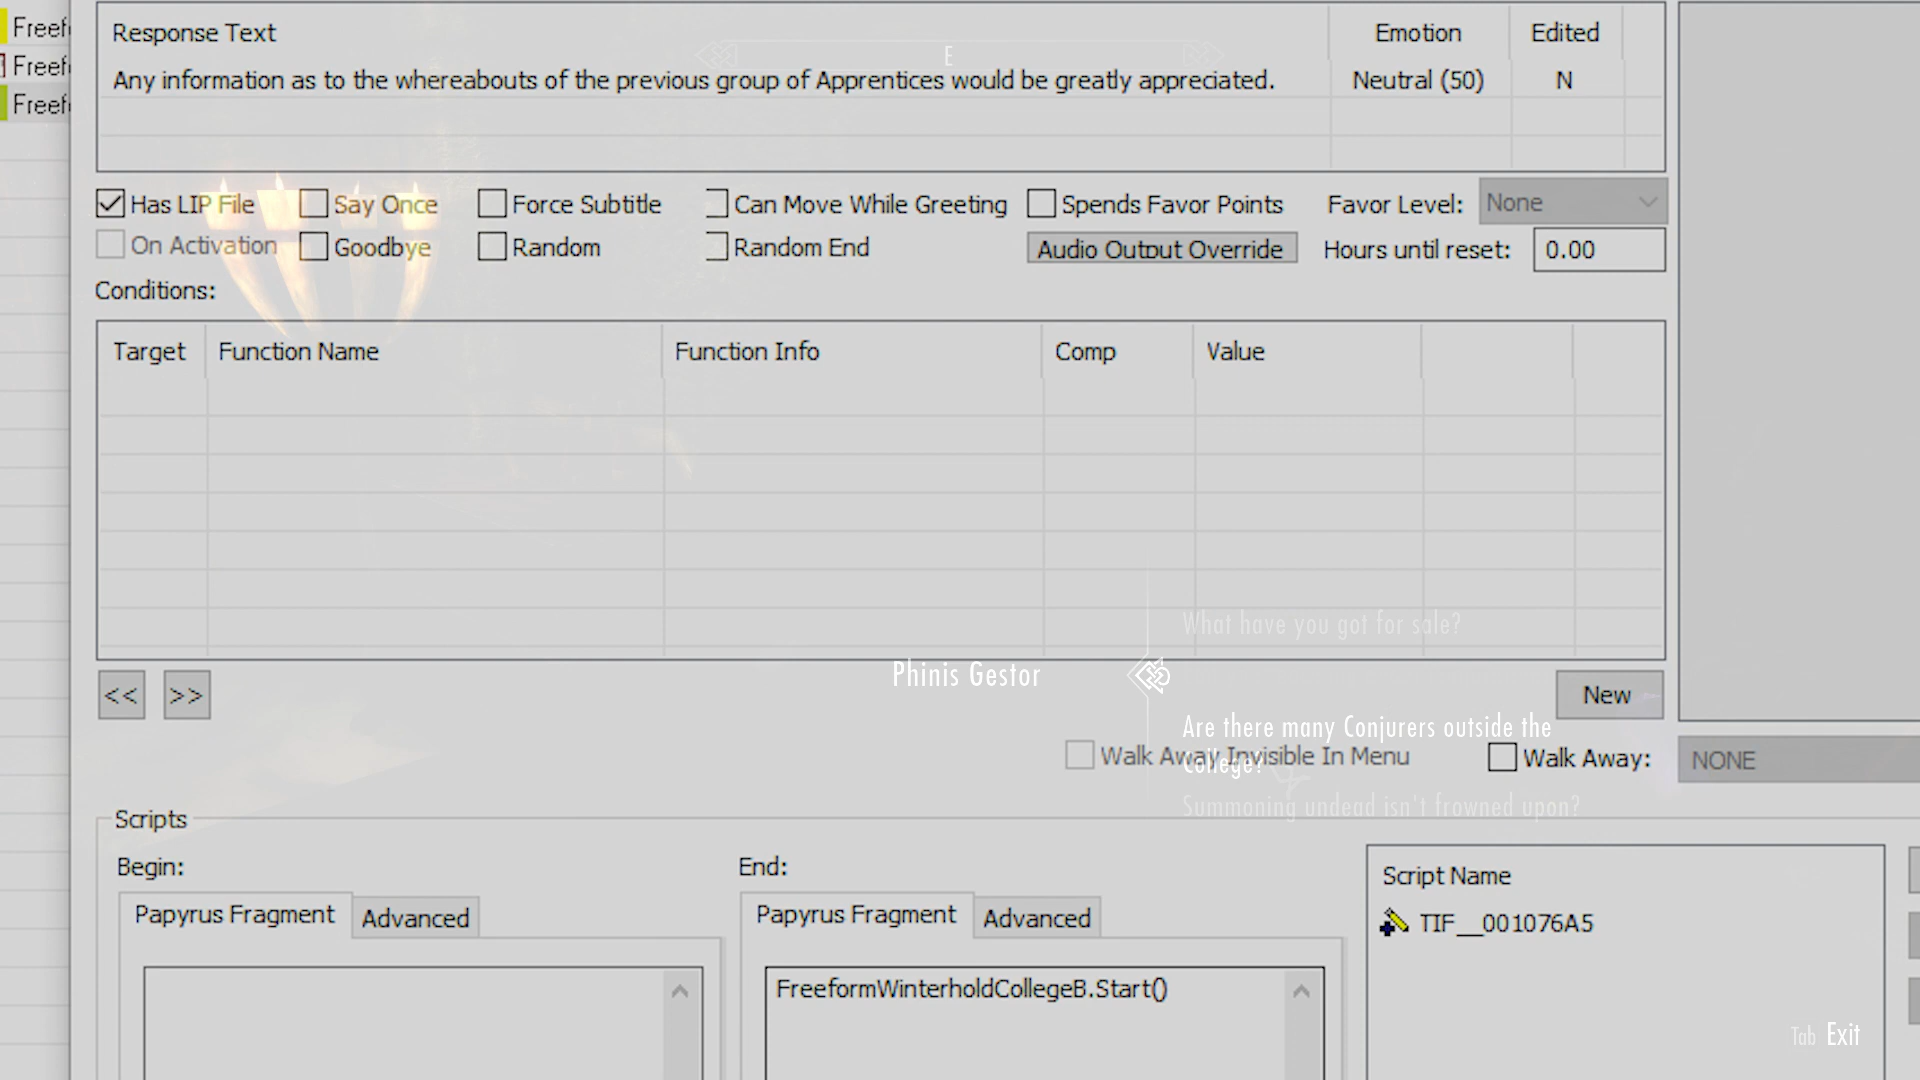 Freef
Freef
Freef
Response Text
Emotion
Edited
E
Any information as to the whereabouts of the previous group of Apprentices would be greatly appreciated.
Neutral (50)
N
Has LIP File
Say Once
Force Subtitle
Can Move While Greeting
Spends Favor Points
Favor Level:
None
On Activation
Goodbye
Random
Random End
Audio Output Override
Hours until reset:
0.00
Conditions:
Target
Function Name
Function Info
Comp
Value
What have you got for sale?
Phinis Gestor
<<
>>
New
Are there many Conjurers outside the
College?
Walk Away Invisible In Menu
Walk Away:
NONE
Summoning undead isn't frowned upon?
Scripts
Begin:
End:
Script Name
Papyrus Fragment
Advanced
Papyrus Fragment
Advanced
TIF__001076A5
FreeformWinterholdCollegeB.Start()
Tab Exit